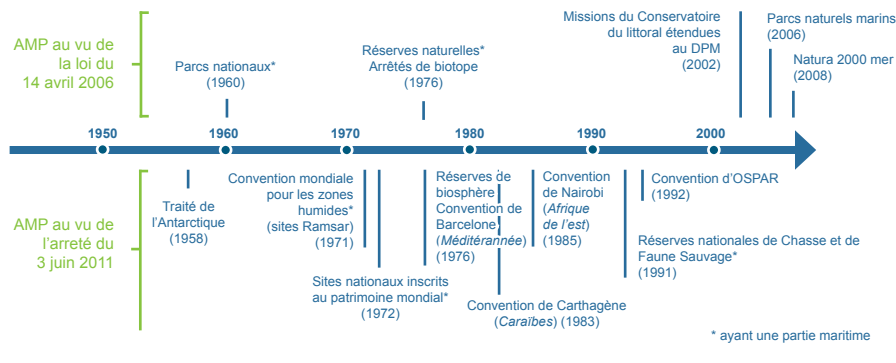 AMP au vu de
la loi du
14 avril 2006
Parcs nationaux*
(1960)
Réserves naturelles*
Arrêtés de biotope
(1976)
Missions du Conservatoire
du littoral étendues
au DPM
(2002)
Parcs naturels marins
(2006)
Natura 2000 mer
(2008)
1950
1960
1970
1980
1990
2000
AMP au vu de
l’arreté du
3 juin 2011
Traité de
l’Antarctique
(1958)
Convention mondiale
pour les zones
humides*
(sites Ramsar)
(1971)
Sites nationaux inscrits
au patrimoine mondial*
(1972)
Réserves de
biosphère
Convention de
Barcelone
(Méditérannée)
(1976)
Convention de Carthagène
(Caraïbes) (1983)
Convention
de Nairobi
(Afrique
de l’est)
(1985)
Réserves nationales de Chasse et de
Faune Sauvage*
(1991)
Convention d’OSPAR
(1992)
* ayant une partie maritime